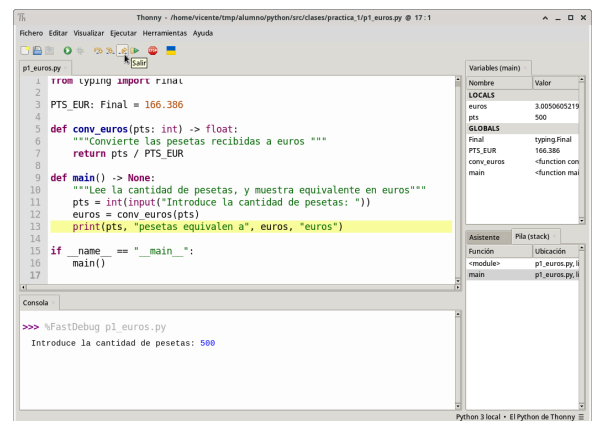 Thonny - /home/vicente/tmp/alumno/python/src/clases/practica_1/p1_euros.py @ 17 : 1
Fichero Editar Visualizar Ejecutar Herramientas Ayuda
Salir
p1_euros.py
1 from typing import Final
2
3 PTS_EUR: Final = 166.386
4
5 def conv_euros(pts: int) -> float:
6 """Convierte las pesetas recibidas a euros """
7 return pts / PTS_EUR
8
9 def main() -> None:
10 """Lee la cantidad de pesetas, y muestra equivalente en euros"""
11 pts = int(input("Introduce la cantidad de pesetas: "))
12 euros = conv_euros(pts)
13 print(pts, "pesetas equivalen a", euros, "euros")
14
15 if __name__ == "__main__":
16 main()
17
Variables (main)
Nombre Valor
LOCALS
euros 3.0050605219
pts 500
GLOBALS
Final typing.Final
PTS_EUR 166.386
conv_euros <function con
main <function mai
Asistente Pila (stack)
Función Ubicación
<module> p1_euros.py, li
main p1_euros.py, li
Consola
>>> %FastDebug p1_euros.py
Introduce la cantidad de pesetas: 500
Python 3 local • El Python de Thonny